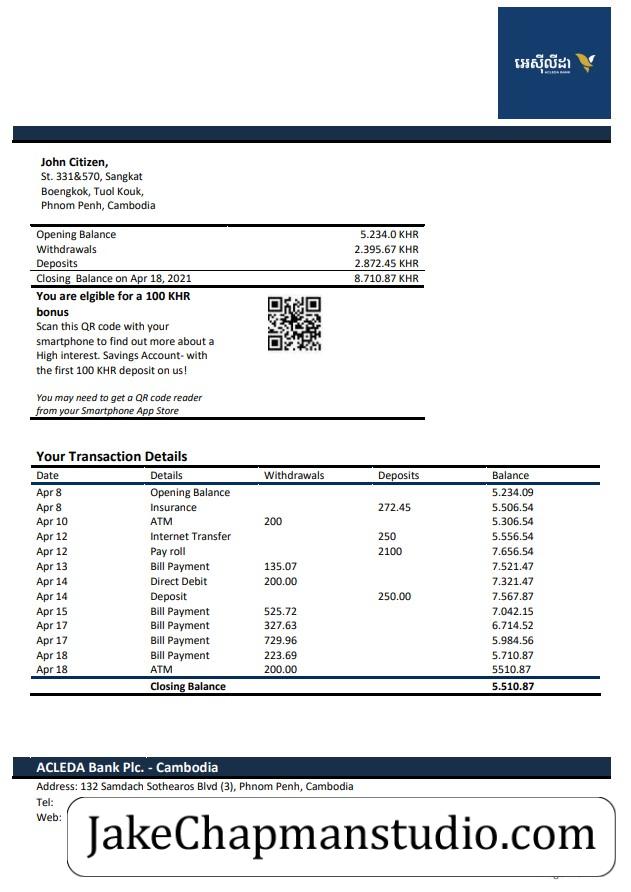 អេស៊ីលីដា
ACLEDA BANK
John Citizen,
St. 331&570, Sangkat
Boengkok, Tuol Kouk,
Phnom Penh, Cambodia
Opening Balance 5.234.0 KHR
Withdrawals 2.395.67 KHR
Deposits 2.872.45 KHR
Closing Balance on Apr 18, 2021 8.710.87 KHR
You are elgible for a 100 KHR
bonus
Scan this QR code with your
smartphone to find out more about a
High interest. Savings Account- with
the first 100 KHR deposit on us!
You may need to get a QR code reader
from your Smartphone App Store
Your Transaction Details
Date Details Withdrawals Deposits Balance
Apr 8 Opening Balance 5.234.09
Apr 8 Insurance 272.45 5.506.54
Apr 10 ATM 200 5.306.54
Apr 12 Internet Transfer 250 5.556.54
Apr 12 Pay roll 2100 7.656.54
Apr 13 Bill Payment 135.07 7.521.47
Apr 14 Direct Debit 200.00 7.321.47
Apr 14 Deposit 250.00 7.567.87
Apr 15 Bill Payment 525.72 7.042.15
Apr 17 Bill Payment 327.63 6.714.52
Apr 17 Bill Payment 729.96 5.984.56
Apr 18 Bill Payment 223.69 5.710.87
Apr 18 ATM 200.00 5510.87
Closing Balance 5.510.87
ACLEDA Bank Plc. - Cambodia
Address: 132 Samdach Sothearos Blvd (3), Phnom Penh, Cambodia
Tel:
Web:
JakeChapmanstudio.com